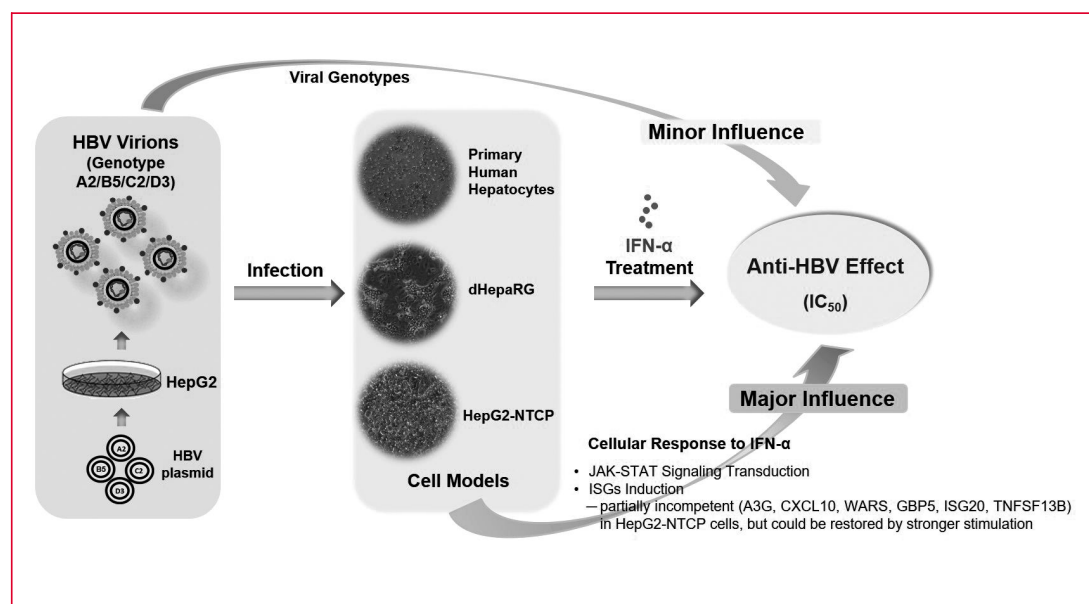 Viral Genotypes
Minor Influence
HBV Virions
(Genotype
A2/B5/C2/D3)
HepG2
HBV
plasmid
A2
B5
C2
D3
Infection
Primary
Human
Hepatocytes
dHepaRG
HepG2-NTCP
Cell Models
IFN-α
Treatment
Anti-HBV Effect
(IC₅₀)
Major Influence
Cellular Response to IFN-α
• JAK-STAT Signaling Transduction
• ISGs Induction
— partially incompetent (A3G, CXCL10, WARS, GBP5, ISG20, TNFSF13B)
in HepG2-NTCP cells, but could be restored by stronger stimulation